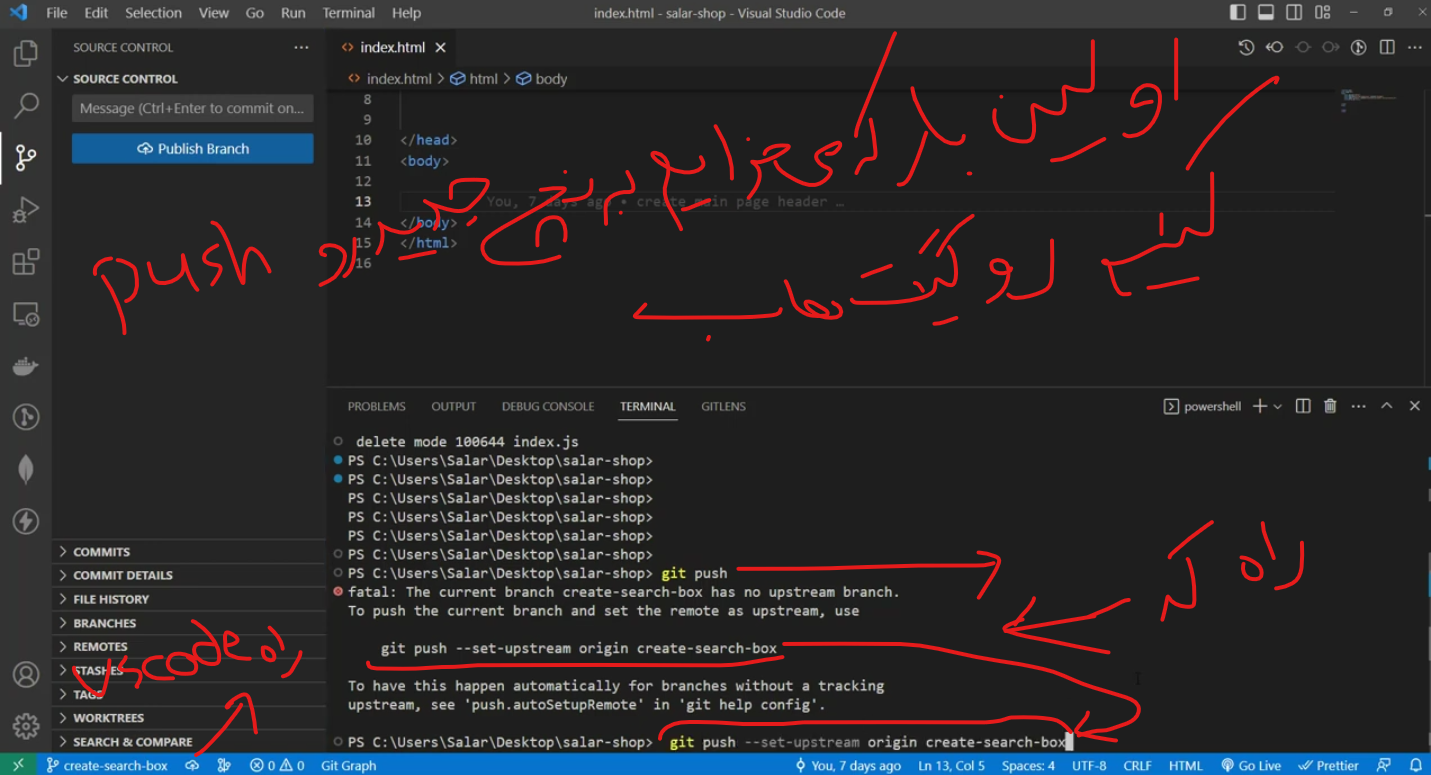 File Edit Selection View Go Run Terminal Help
index.html - salar-shop - Visual Studio Code
SOURCE CONTROL
SOURCE CONTROL
Message (Ctrl+Enter to commit on...
Publish Branch
index.html
index.html > html > body
8
9
10 </head>
11 <body>
12
13 You, 7 days ago • create main page header …
14 </body>
15 </html>
16
اولین بار
push
PROBLEMS OUTPUT DEBUG CONSOLE TERMINAL GITLENS
powershell
delete mode 100644 index.js
PS C:\Users\Salar\Desktop\salar-shop>
PS C:\Users\Salar\Desktop\salar-shop>
PS C:\Users\Salar\Desktop\salar-shop>
PS C:\Users\Salar\Desktop\salar-shop>
PS C:\Users\Salar\Desktop\salar-shop>
PS C:\Users\Salar\Desktop\salar-shop>
PS C:\Users\Salar\Desktop\salar-shop> git push
fatal: The current branch create-search-box has no upstream branch.
To push the current branch and set the remote as upstream, use
git push --set-upstream origin create-search-box
To have this happen automatically for branches without a tracking
upstream, see 'push.autoSetupRemote' in 'git help config'.
PS C:\Users\Salar\Desktop\salar-shop> git push --set-upstream origin create-search-box
راه
COMMITS
COMMIT DETAILS
FILE HISTORY
BRANCHES
REMOTES
STASHES
TAGS
WORKTREES
SEARCH & COMPARE
راه vscode
create-search-box
0 0 Git Graph
You, 7 days ago Ln 13, Col 5 Spaces: 4 UTF-8 CRLF HTML Go Live Prettier